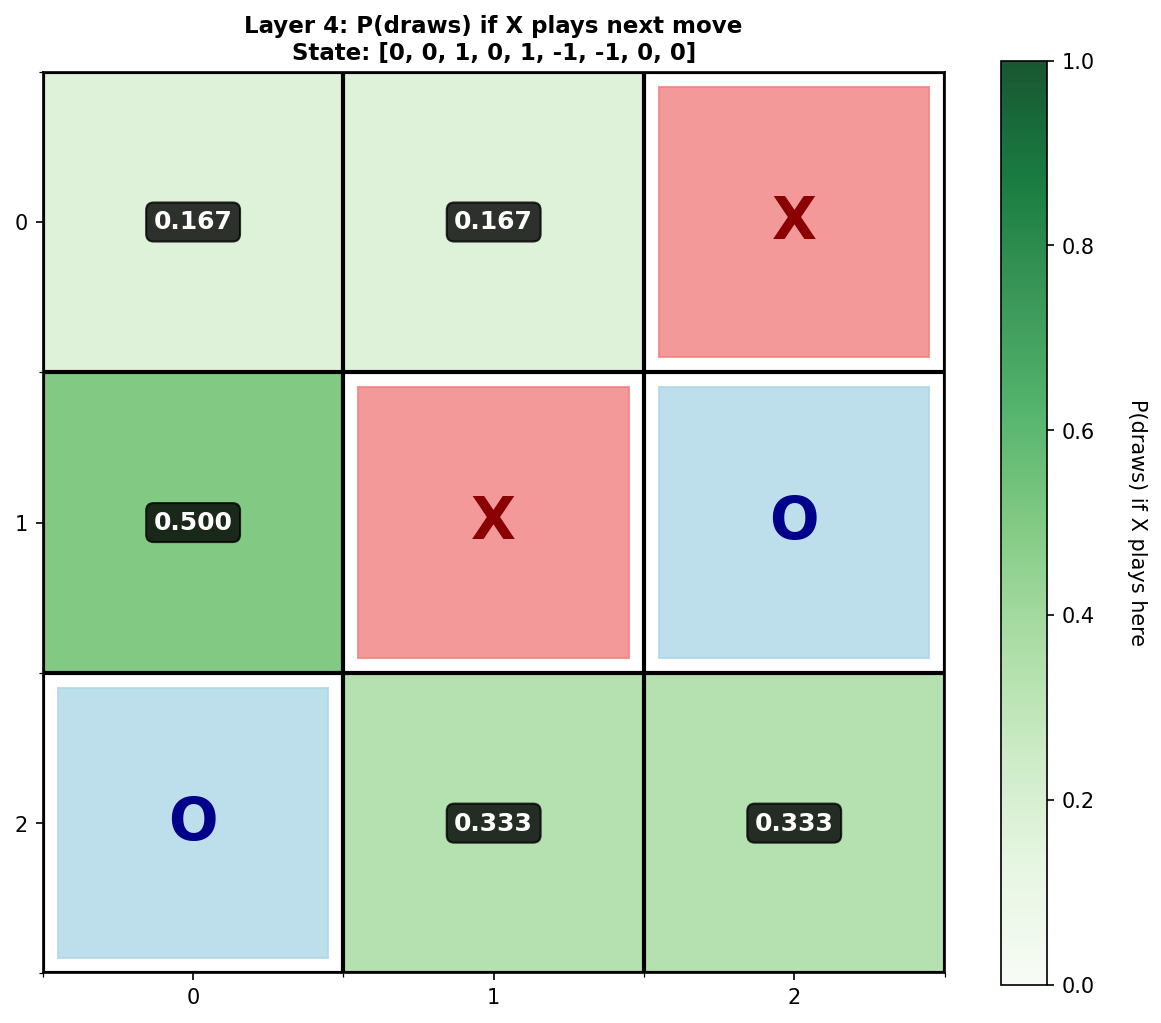 Layer 4: P(draws) if X plays next move
State: [0, 0, 1, 0, 1, -1, -1, 0, 0]
1.0
0.8
0.6
0.4
0.2
0.0
P(draws) if X plays here
0
0.167
0.167
X
1
0.500
X
O
2
O
0.333
0.333
0
1
2